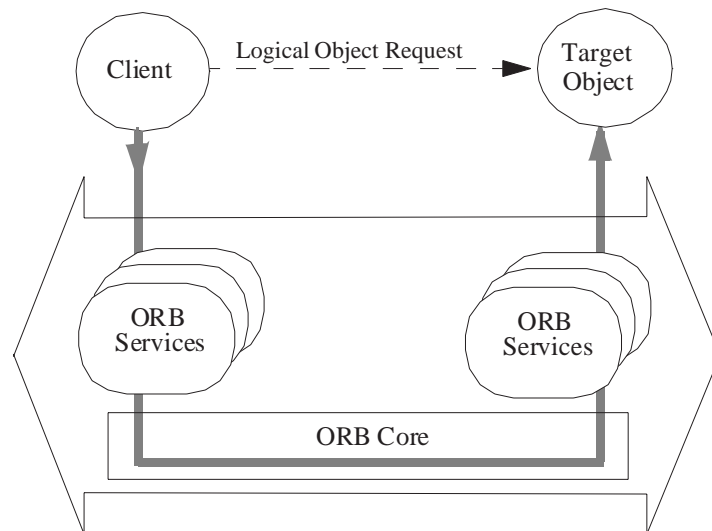 Client
Logical Object Request
Target
Object
ORB
Services
ORB
Services
ORB Core